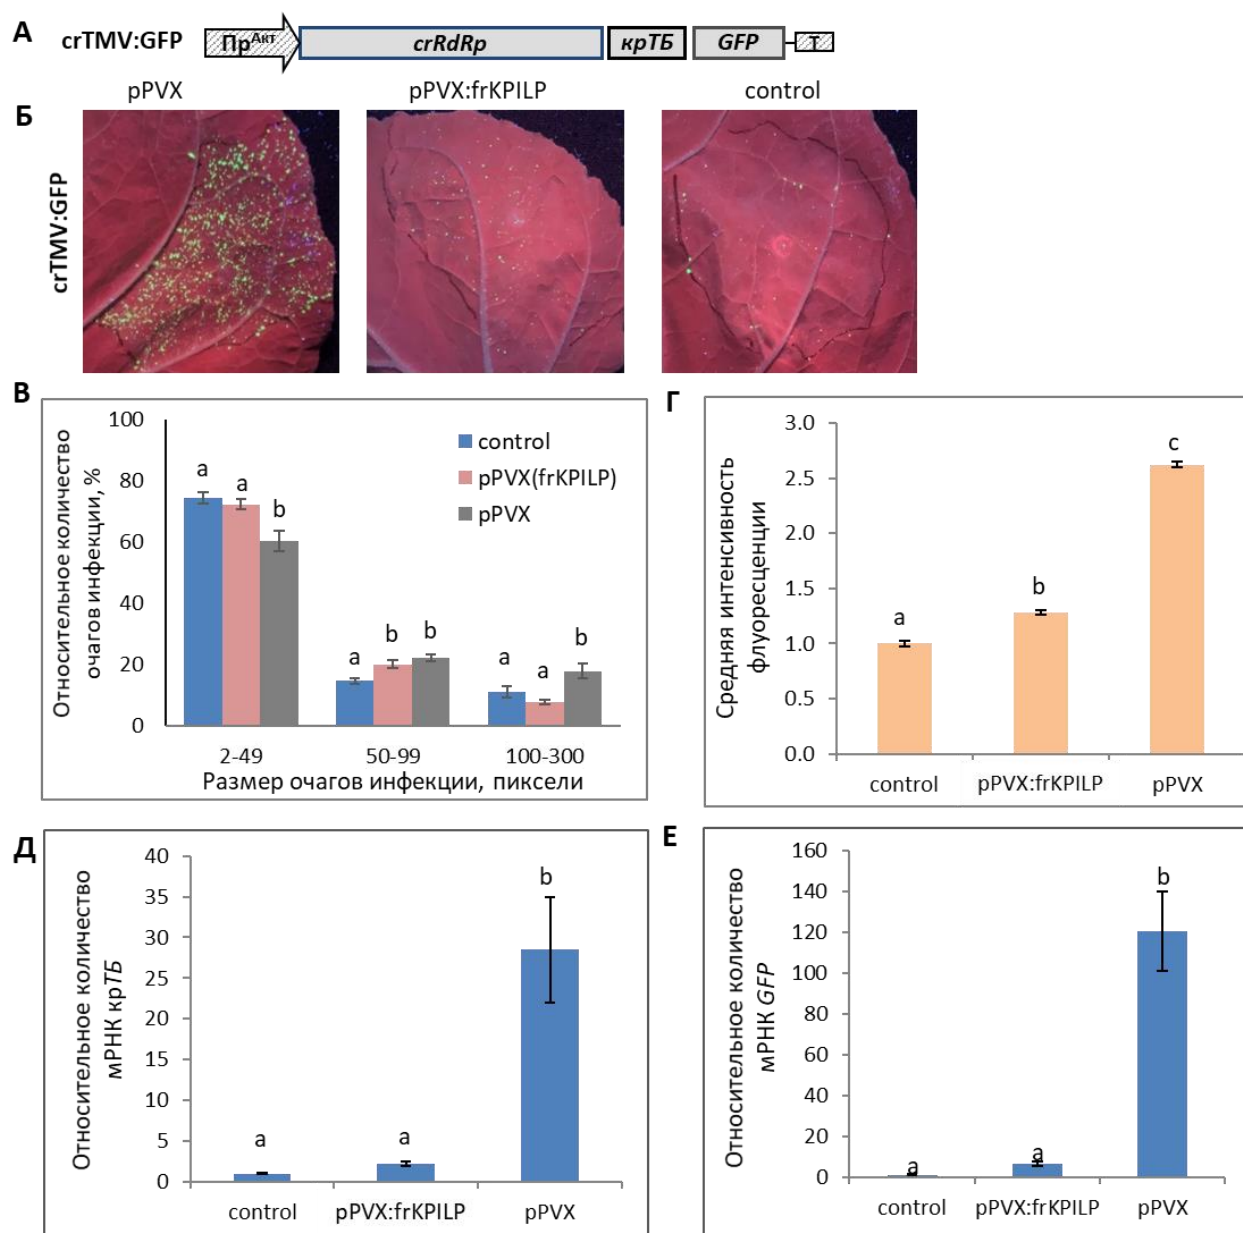 А
crTMV:GFP
Пр^Акт
crRdRp
крТБ
GFP
Т
pPVX
pPVX:frKPILP
control
Б
crTMV:GFP
В
Относительное количество
очагов инфекции, %
100
80
60
40
20
0
control
pPVX(frKPILP)
pPVX
a a b
a b b
a a b
2-49 50-99 100-300
Размер очагов инфекции, пиксели
Г
Средняя интенсивность
флуоресценции
3.0
2.5
2.0
1.5
1.0
0.5
0.0
a b c
control pPVX:frKPILP pPVX
Д
Относительное количество
мРНК крТБ
40
35
30
25
20
15
10
5
0
a a b
control pPVX:frKPILP pPVX
Е
Относительное количество
мРНК GFP
160
140
120
100
80
60
40
20
0
a a b
control pPVX:frKPILP pPVX